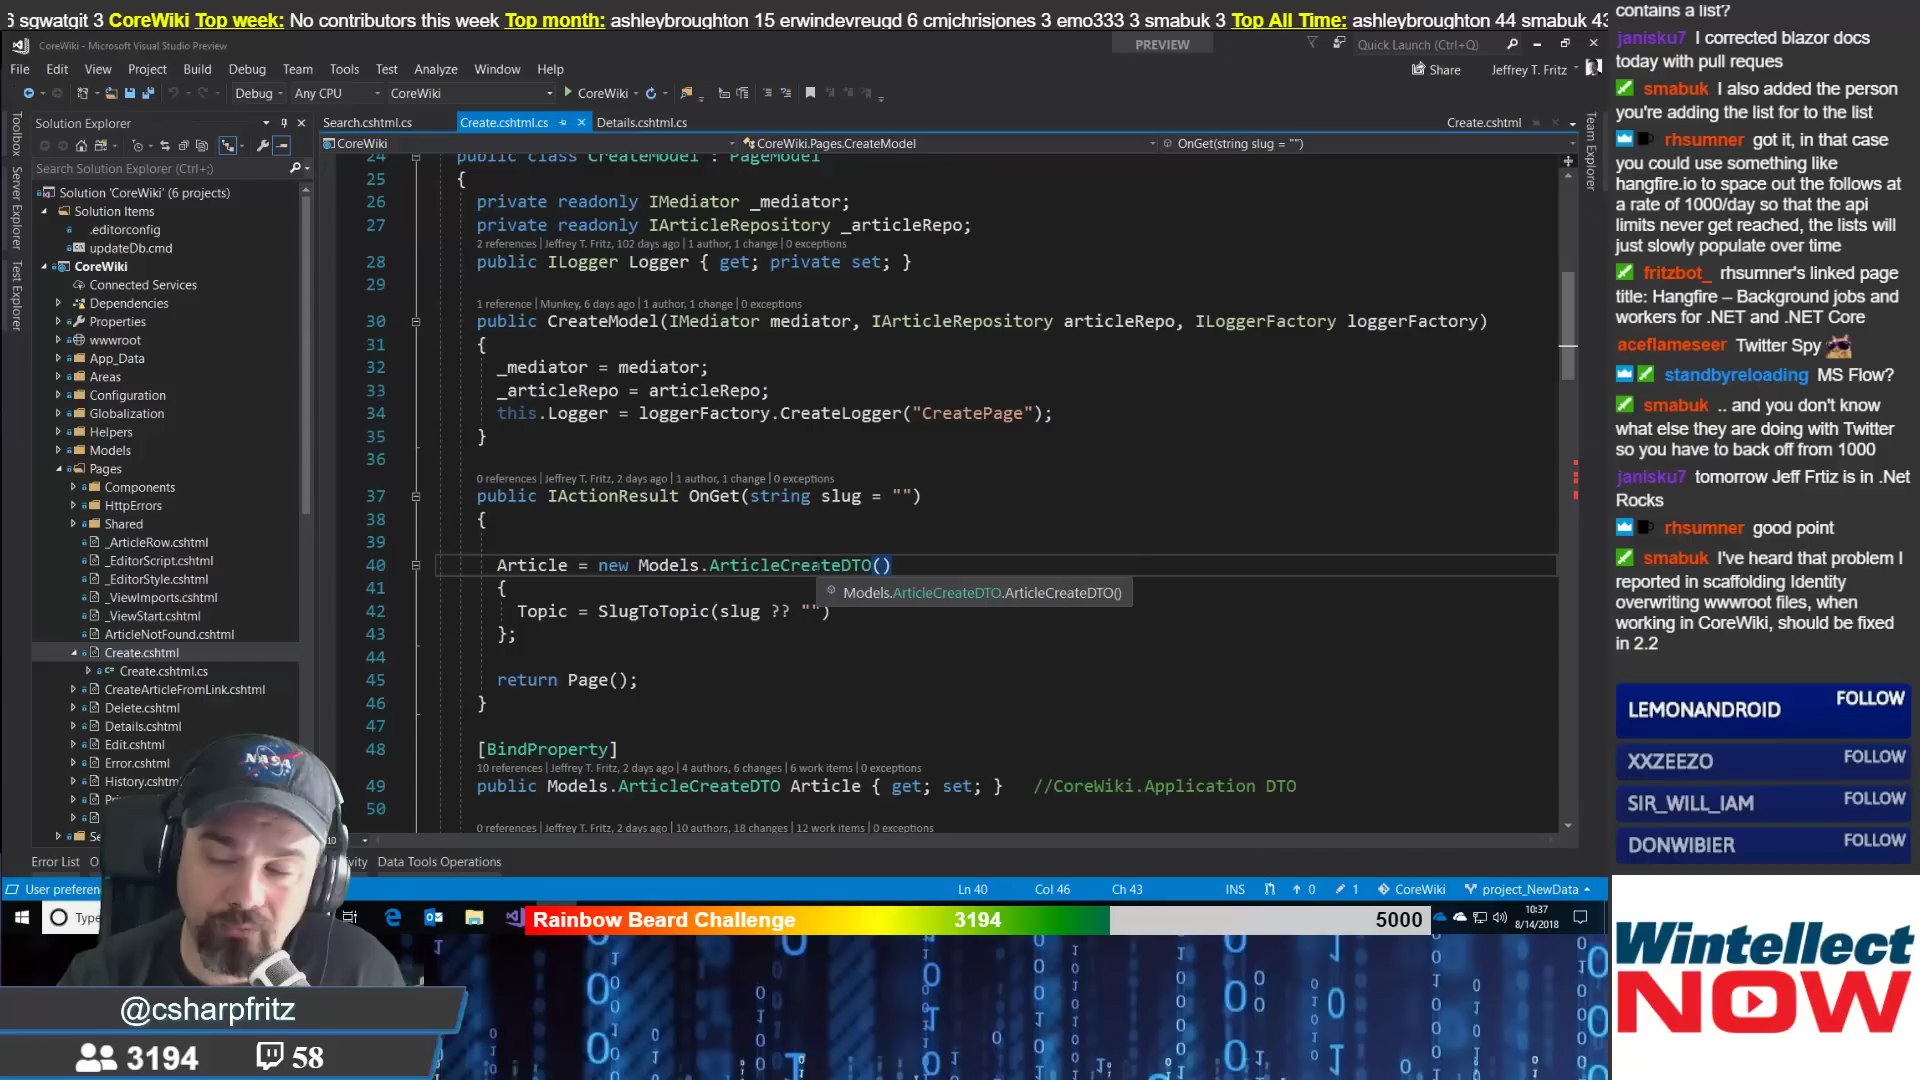 6 sgwatgit 3 CoreWiki Top week: No contributors this week Top month: ashleybroughton 15 erwindevreugd 6 cmjchrisjones 3 emo333 3 smabuk 3 Top All Time: ashleybroughton 44 smabuk 43
CoreWiki - Microsoft Visual Studio Preview
PREVIEW
Quick Launch (Ctrl+Q)
File Edit View Project Build Debug Team Tools Test Analyze Window Help
Share
Jeffrey T. Fritz
Debug Any CPU CoreWiki CoreWiki
Toolbox
Server Explorer
Test Explorer
Solution Explorer
Search Solution Explorer (Ctrl+;)
Solution 'CoreWiki' (6 projects)
Solution Items
.editorconfig
updateDb.cmd
CoreWiki
Connected Services
Dependencies
Properties
wwwroot
App_Data
Areas
Configuration
Globalization
Helpers
Models
Pages
Components
HttpErrors
Shared
_ArticleRow.cshtml
_EditorScript.cshtml
_EditorStyle.cshtml
_ViewImports.cshtml
_ViewStart.cshtml
ArticleNotFound.cshtml
Create.cshtml
Create.cshtml.cs
CreateArticleFromLink.cshtml
Delete.cshtml
Details.cshtml
Edit.cshtml
Error.cshtml
History.cshtml
Search.cshtml.cs Create.cshtml.cs Details.cshtml.cs Create.cshtml
CoreWiki CoreWiki.Pages.CreateModel OnGet(string slug = "")
24 public class CreateModel : PageModel
25 {
26 private readonly IMediator _mediator;
27 private readonly IArticleRepository _articleRepo;
2 references | Jeffrey T. Fritz, 102 days ago | 1 author, 1 change | 0 exceptions
28 public ILogger Logger { get; private set; }
29
1 reference | Munkey, 6 days ago | 1 author, 1 change | 0 exceptions
30 public CreateModel(IMediator mediator, IArticleRepository articleRepo, ILoggerFactory loggerFactory)
31 {
32 _mediator = mediator;
33 _articleRepo = articleRepo;
34 this.Logger = loggerFactory.CreateLogger("CreatePage");
35 }
36
0 references | Jeffrey T. Fritz, 2 days ago | 1 author, 1 change | 0 exceptions
37 public IActionResult OnGet(string slug = "")
38 {
39
40 Article = new Models.ArticleCreateDTO()
41 {
Models.ArticleCreateDTO.ArticleCreateDTO()
42 Topic = SlugToTopic(slug ?? "")
43 };
44
45 return Page();
46 }
47
48 [BindProperty]
10 references | Jeffrey T. Fritz, 2 days ago | 4 authors, 6 changes | 6 work items | 0 exceptions
49 public Models.ArticleCreateDTO Article { get; set; } //CoreWiki.Application DTO
50
0 references | Jeffrey T. Fritz, 2 days ago | 10 authors, 18 changes | 12 work items | 0 exceptions
Team Explorer
Error List Data Tools Operations
Ln 40 Col 46 Ch 43 INS 0 1 CoreWiki project_NewData
10:37
8/14/2018
Rainbow Beard Challenge 3194 5000
@csharpfritz
3194 58
contains a list?
janisku7 I corrected blazor docs
today with pull reques
smabuk I also added the person
you're adding the list for to the list
rhsumner got it, in that case
you could use something like
hangfire.io to space out the follows at
a rate of 1000/day so that the api
limits never get reached, the lists will
just slowly populate over time
fritzbot_ rhsumner's linked page
title: Hangfire – Background jobs and
workers for .NET and .NET Core
aceflameseer Twitter Spy
standbyreloading MS Flow?
smabuk .. and you don't know
what else they are doing with Twitter
so you have to back off from 1000
janisku7 tomorrow Jeff Frtiz is in .Net
Rocks
rhsumner good point
smabuk I've heard that problem I
reported in scaffolding Identity
overwriting wwwroot files, when
working in CoreWiki, should be fixed
in 2.2
LEMONANDROID FOLLOW
XXZEEZO FOLLOW
SIR_WILL_IAM FOLLOW
DONWIBIER FOLLOW
Wintellect
NOW